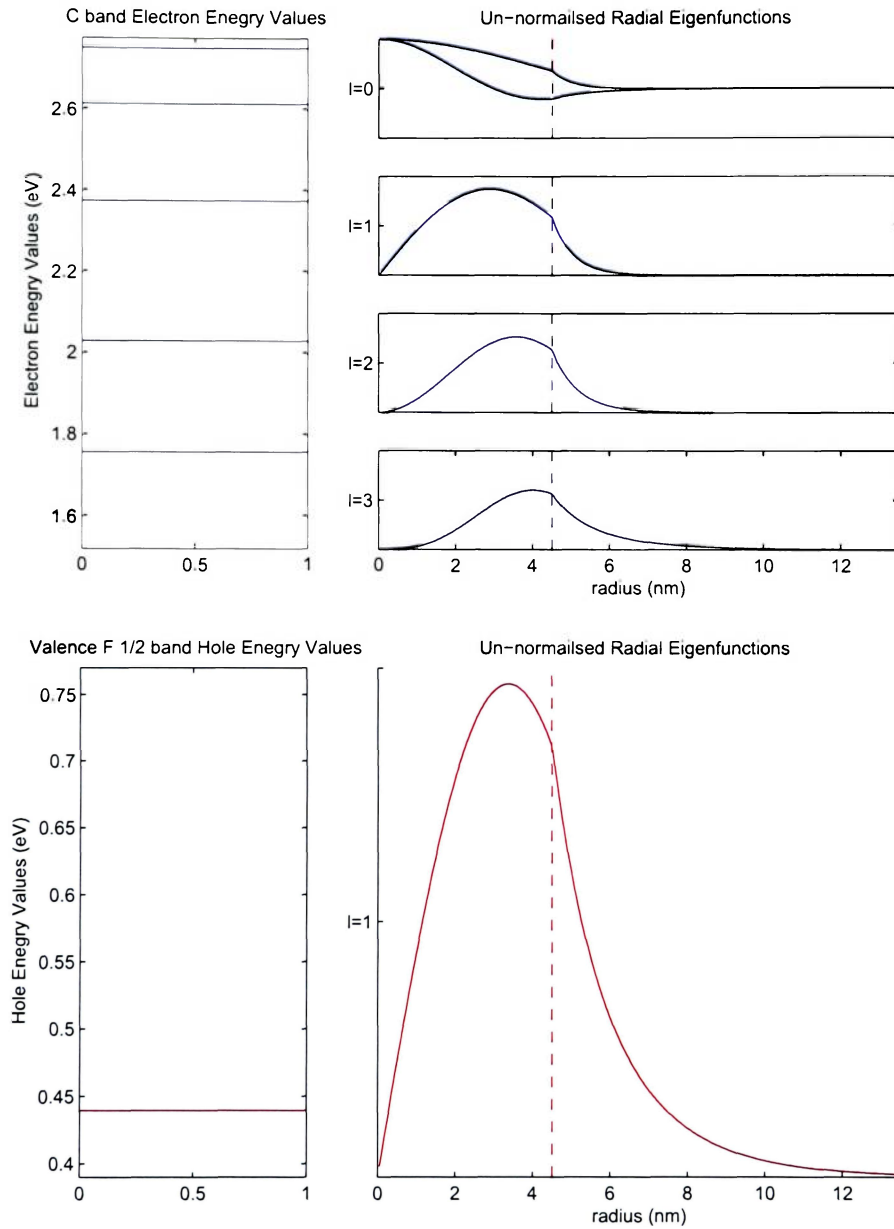 C band Electron Enegry Values
Un-normailsed Radial Eigenfunctions
Electron Enegry Values (eV)
2.6
2.4
2.2
2
1.8
1.6
0
0.5
1
l=0
l=1
l=2
l=3
0
2
4
6
8
10
12
radius (nm)
Valence F 1/2 band Hole Enegry Values
Un-normailsed Radial Eigenfunctions
Hole Enegry Values (eV)
0.75
0.7
0.65
0.6
0.55
0.5
0.45
0.4
0
0.5
1
l=1
0
2
4
6
8
10
12
radius (nm)